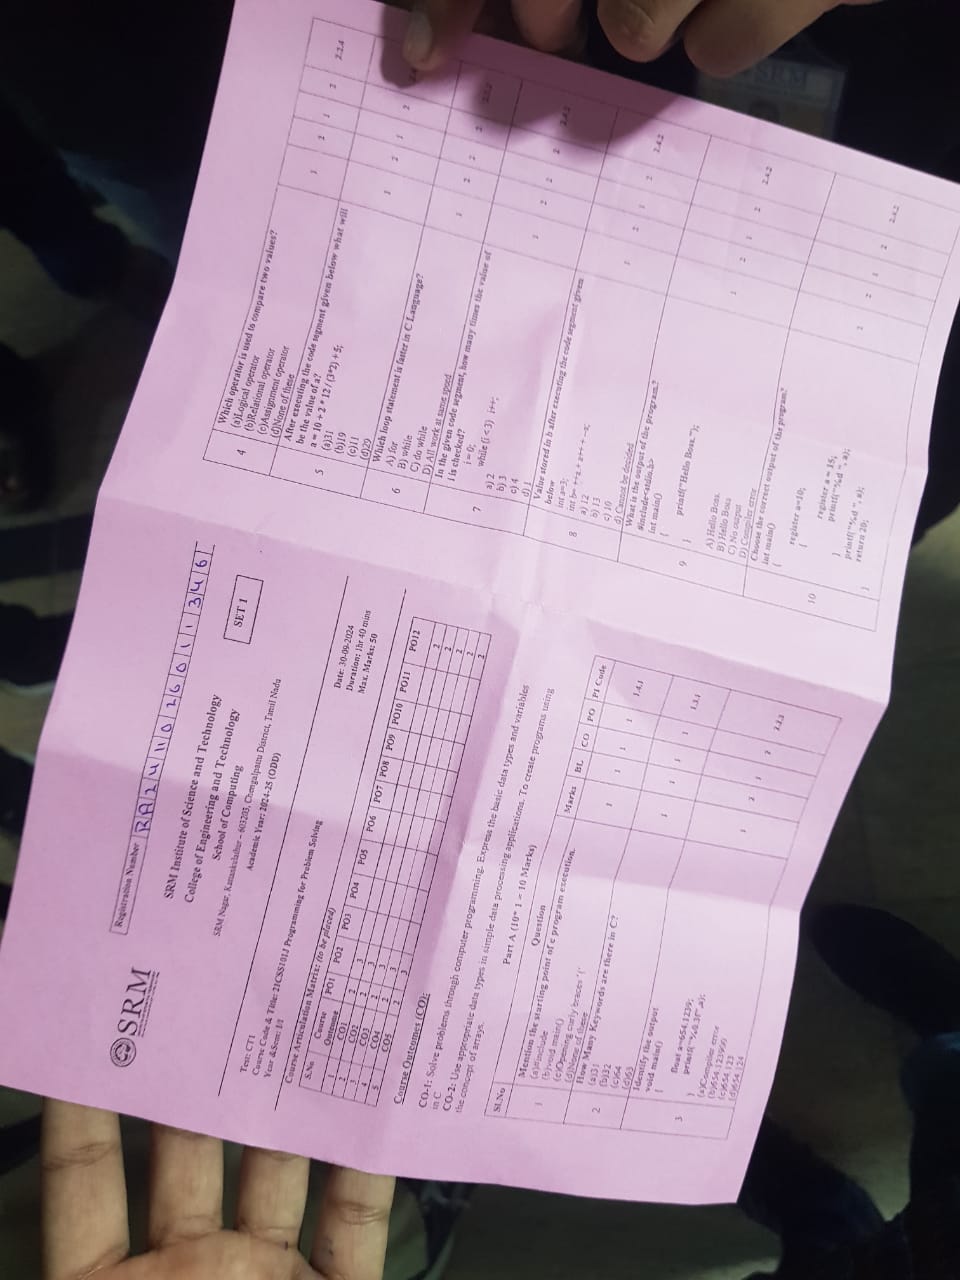 SRM
Registration Number RA2411026011346
SRM Institute of Science and Technology
College of Engineering and Technology
School of Computing
SET 1
SRM Nagar, Kattankulathur – 603203, Chengalpattu District, Tamil Nadu
Academic Year: 2024-25 (ODD)
Test: CT1
Course Code & Title: 21CSS101J Programming for Problem Solving
Year &Sem: I/I
Date: 30-09-2024
Duration: 1hr 40 mins
Max. Marks: 50
Course Articulation Matrix: (to be placed)
S.No Course Outcome PO1 PO2 PO3 PO4 PO5 PO6 PO7 PO8 PO9 PO10 PO11 PO12
1 CO1 2 3 2
2 CO2 2 3 2
3 CO3 2 3 2
4 CO4 2 3 2
5 CO5 2 3 2
Course Outcomes (CO):
CO-1: Solve problems through computer programming. Express the basic data types and variables
in C
CO-2: Use appropriate data types in simple data processing applications. To create programs using
the concept of arrays.
Part A (10* 1 = 10 Marks)
Sl.No Question Marks BL CO PO PI Code
1 Mention the starting point of c program execution. 1 1 1 1 1.4.1
(a)#include
(b)void main()
(c)Opening curly braces '{'
(d)None of these
2 How Many Keywords are there in C? 1 1 1 1 1.3.1
(a)31
(b)32
(c)64
(d)63
3 Identify the output 1 2 1 2 2.2.3
void main()
{
float a=654.1239;
printf("%0.3f",a);
}
(a)Compiler error
(b)654.123900
(c)654.123
(d)654.124
4 Which operator is used to compare two values? 1 2 1 2 2.2.4
(a)Logical operator
(b)Relational operator
(c)Assignment operator
(d)None of these
5 After executing the code segment given below what will 1 2 1 2
be the value of a?
a = 10 + 2 * 12 / (3*2) + 5;
(a)31
(b)19
(c)11
(d)29
6 Which loop statement is faster in C Language? 1 2 2 2
A) for
B) while
C) do while
D) All work at same speed
7 In the given code segment, how many times the value of 1 2 2 2 2.4.2
i is checked?
i = 0;
while (i < 3) i++;
a) 2
b) 3
c) 4
d) 1
8 Value stored in b after executing the code segment given 1 2 1 2 2.4.2
below
int a=3;
int b=
a) 12
b) 13
c) 10
d) Cannot be decided
9 What is the output of the program? 1 2 1 2 2.4.2
#include<stdio.h>
int main()
{
printf("Hello Boss.");
}
A) Hello Boss.
B) Hello Boss
C) No output
D) Compiler error
10 Choose the correct output of the program? 1 2 1 2 2.4.2
int main()
{
register a=10;
{
register a = 15;
printf("%d ", a);
}
printf("%d ", a);
return 20;
}